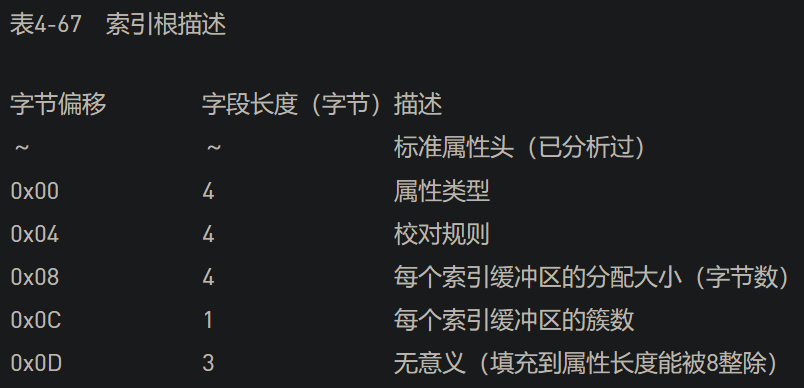 表4-67 索引根描述
字节偏移 字段长度（字节）描述
~ ~ 标准属性头（已分析过）
0x00 4 属性类型
0x04 4 校对规则
0x08 4 每个索引缓冲区的分配大小（字节数）
0x0C 1 每个索引缓冲区的簇数
0x0D 3 无意义（填充到属性长度能被8整除）